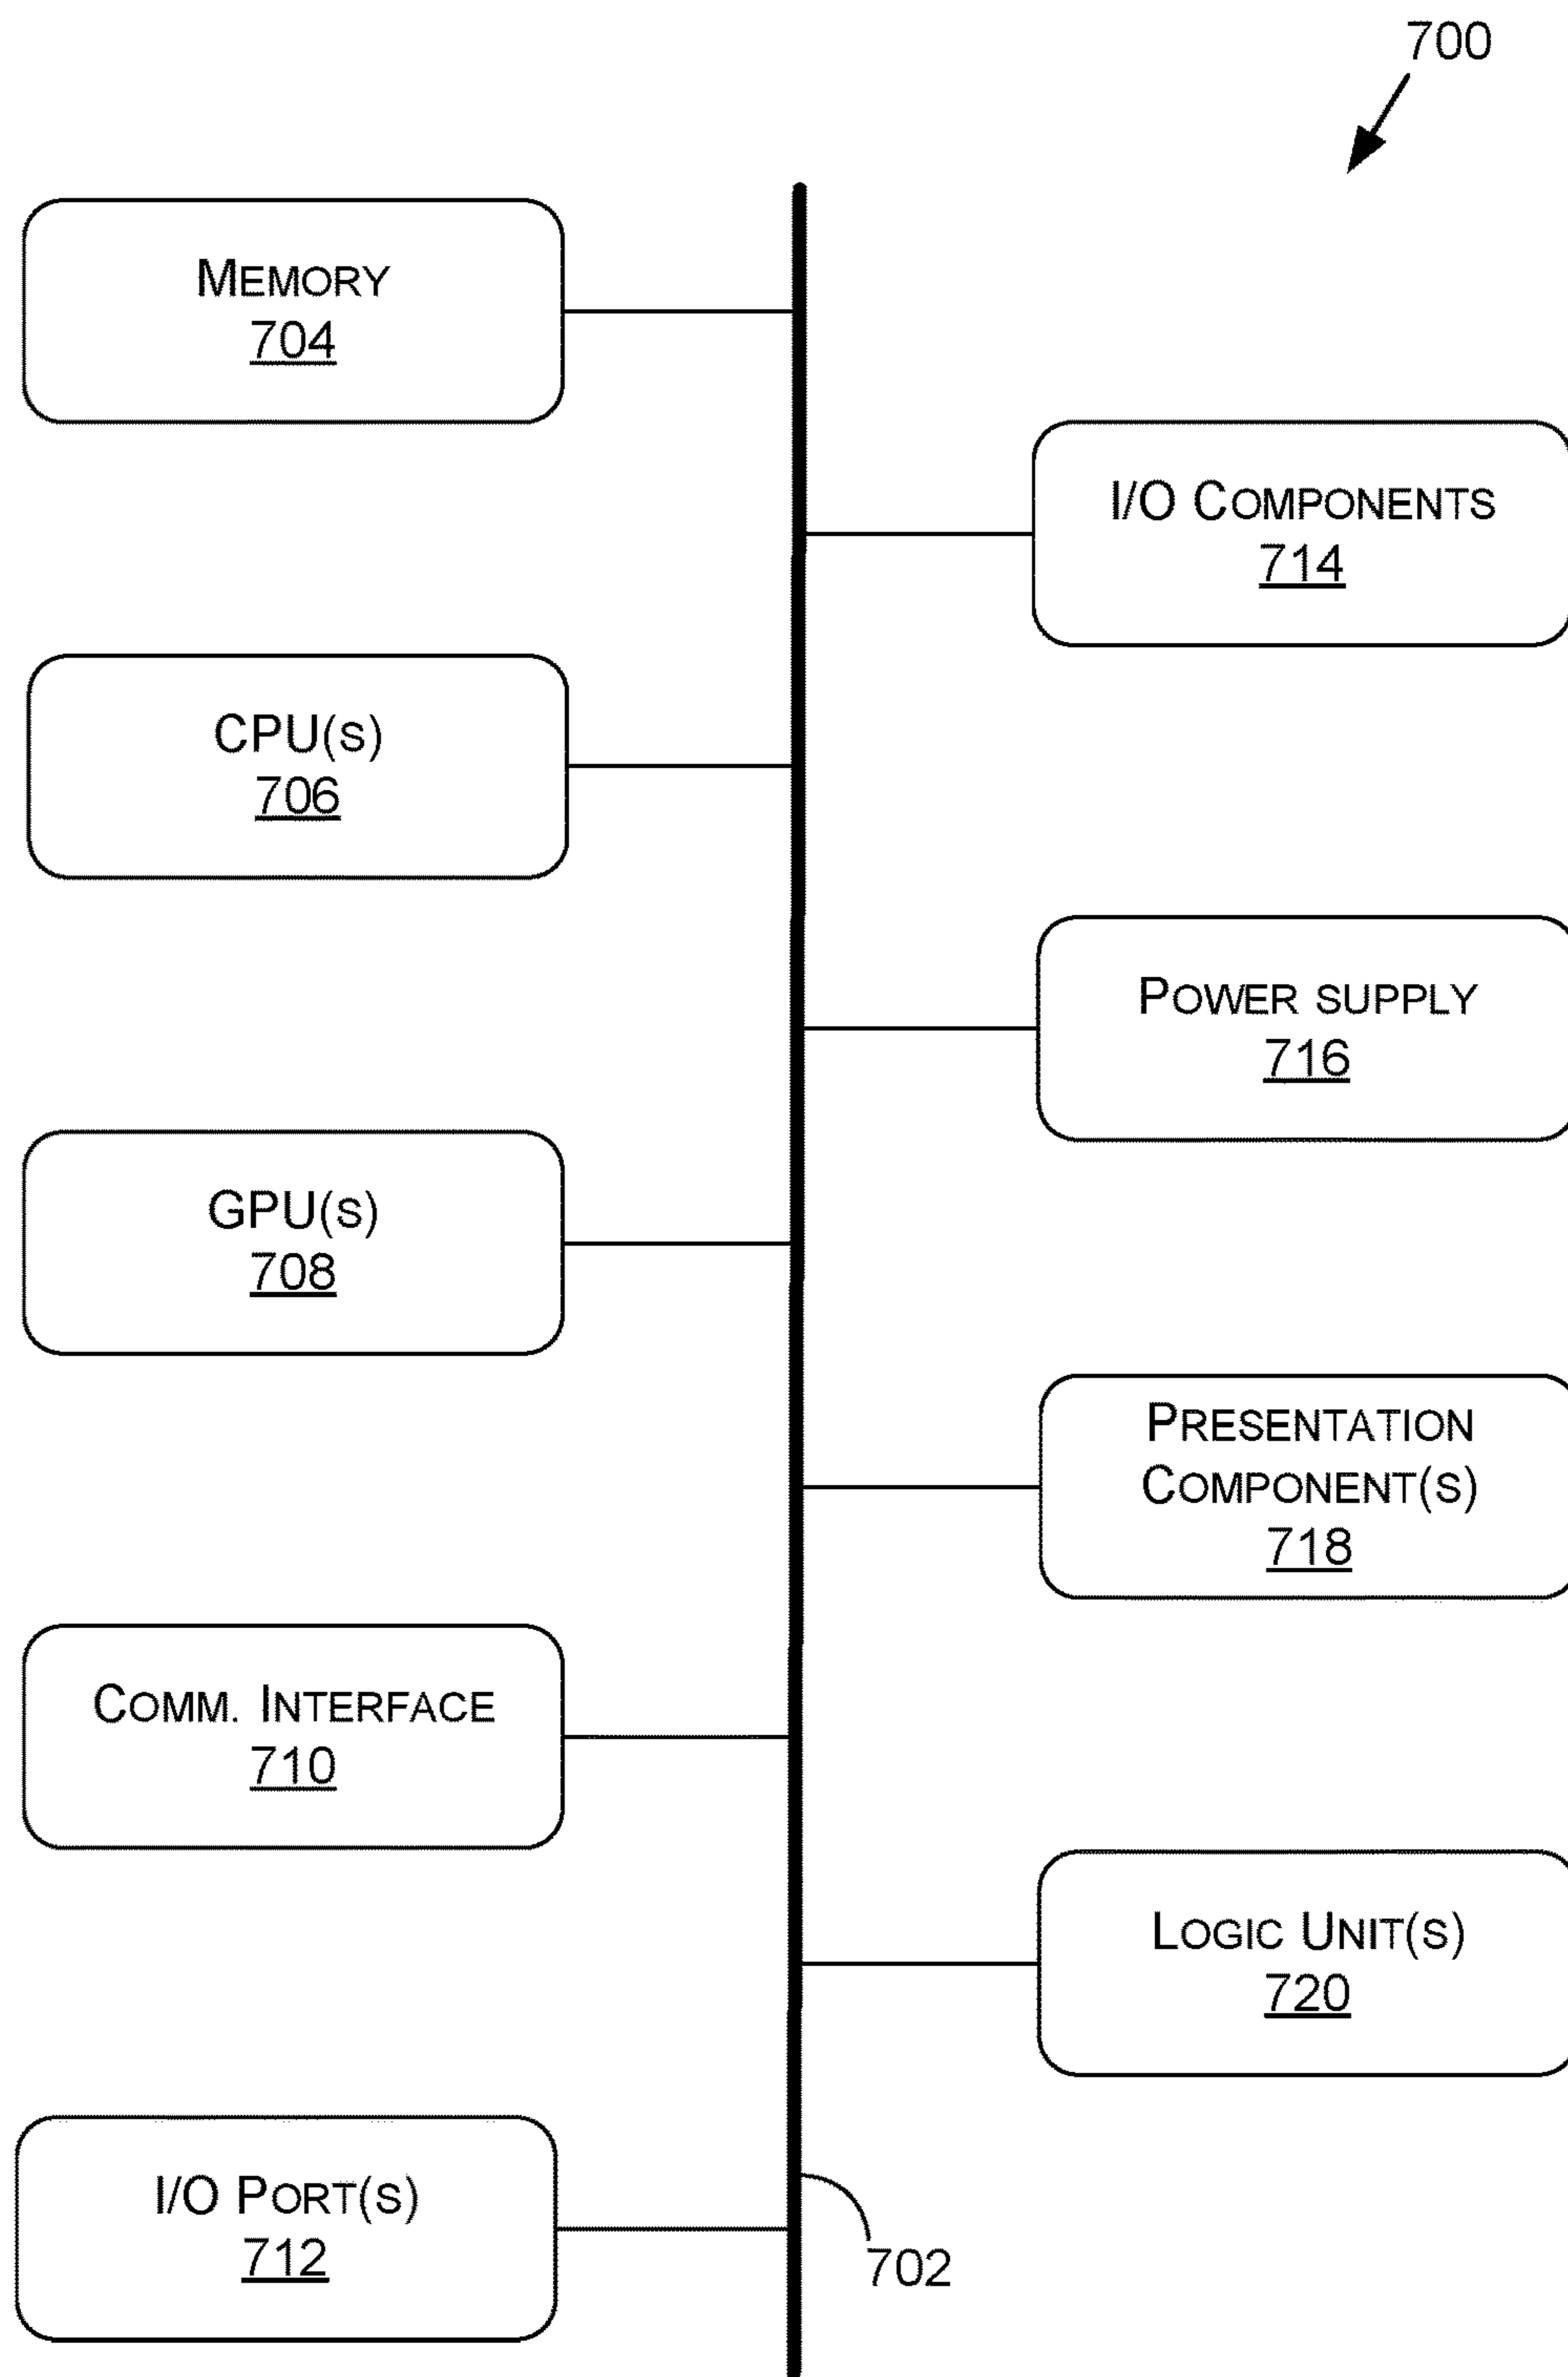 700
MEMORY
704
I/O COMPONENTS
714
CPU(S)
706
POWER SUPPLY
716
GPU(S)
708
PRESENTATION
COMPONENT(S)
718
COMM. INTERFACE
710
LOGIC UNIT(S)
720
I/O PORT(S)
712
702